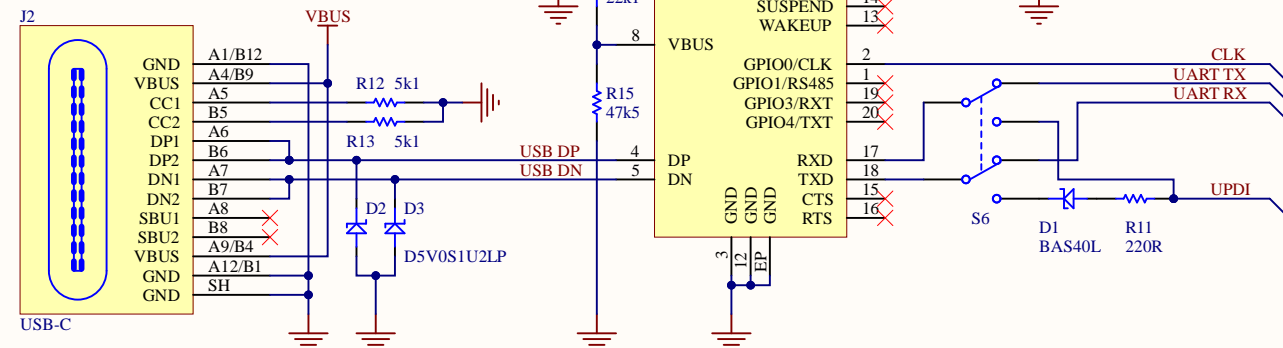 J2
VBUS
GND A1/B12
VBUS A4/B9
CC1 A5
CC2 B5
DP1 A6
DP2 B6
DN1 A7
DN2 B7
SBU1 A8
SBU2 B8
VBUS A9/B4
GND A12/B1
GND SH
USB-C
R12 5k1
R13 5k1
D2 D3
D5V0S1U2LP
USB DP
USB DN
R15
47k5
8 VBUS
4 DP
5 DN
SUSPEND
WAKEUP 13
GPIO0/CLK 2
GPIO1/RS485 1
GPIO3/RXT 19
GPIO4/TXT 20
RXD 17
TXD 18
CTS 15
RTS 16
GND GND GND
3 12 EP
CLK
UART TX
UART RX
UPDI
S6
D1
BAS40L
R11
220R